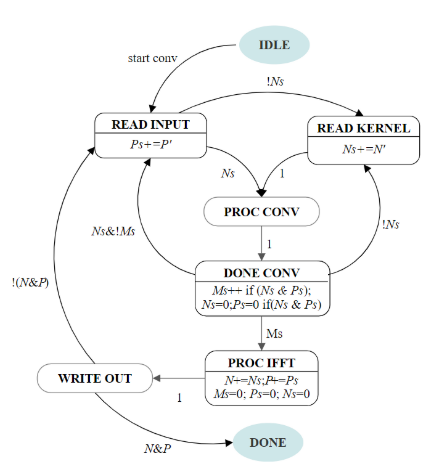 IDLE
start conv
!Ns
READ INPUT
Ps+=P'
READ KERNEL
Ns+=N'
Ns
1
PROC CONV
Ns&!Ms
1
!Ns
DONE CONV
Ms++ if (Ns & Ps);
Ns=0;Ps=0 if(Ns & Ps)
!(N&P)
Ms
PROC IFFT
N+=Ns;P+=Ps
Ms=0; Ps=0; Ns=0
WRITE OUT
1
N&P
DONE